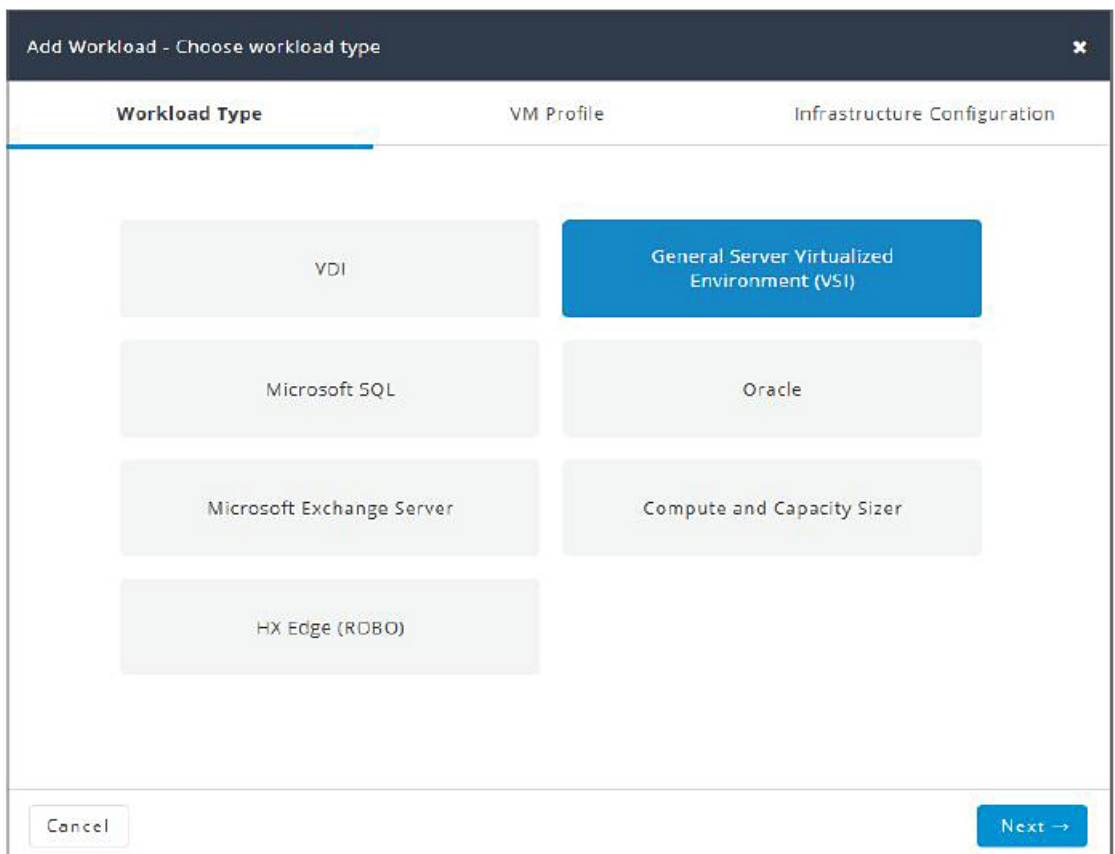 Add Workload - Choose workload type ×
Workload Type VM Profile Infrastructure Configuration
VDI
General Server Virtualized
Environment (VSI)
Microsoft SQL
Oracle
Microsoft Exchange Server
Compute and Capacity Sizer
HX Edge (ROBO)
Cancel
Next →